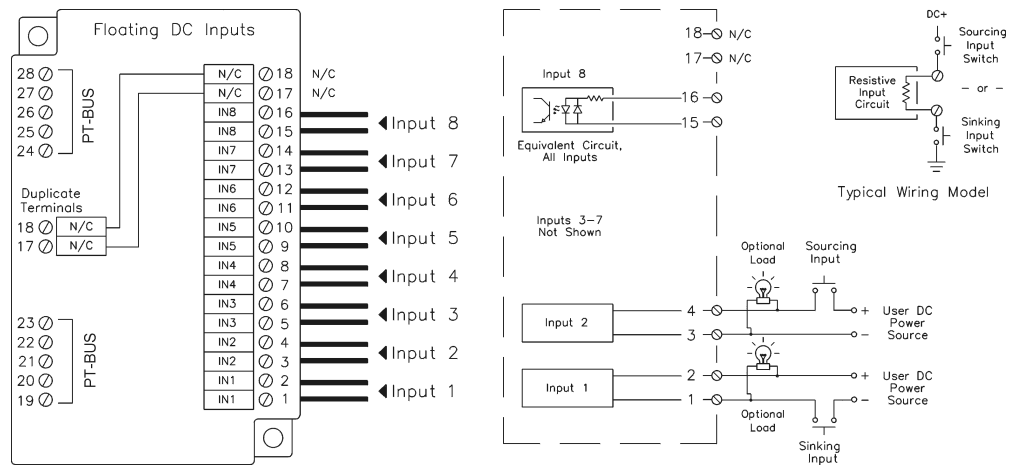 Floating DC Inputs
28
27
26
25
24
PT-BUS
Duplicate
Terminals
18 N/C
17 N/C
23
22
21
20
19
PT-BUS
N/C 18 N/C
N/C 17 N/C
IN8 16
IN8 15
Input 8
IN7 14
IN7 13
Input 7
IN6 12
IN6 11
Input 6
IN5 10
IN5 9
Input 5
IN4 8
IN4 7
Input 4
IN3 6
IN3 5
Input 3
IN2 4
IN2 3
Input 2
IN1 2
IN1 1
Input 1
18 N/C
17 N/C
Input 8
16
15
Equivalent Circuit,
All Inputs
Inputs 3-7
Not Shown
Input 2
4
3
Optional
Load
Sourcing
Input
+
-
User DC
Power
Source
Input 1
2
1
Optional
Load
Sinking
Input
+
-
User DC
Power
Source
DC+
Sourcing
Input
Switch
Resistive
Input
Circuit
- or -
Sinking
Input
Switch
Typical Wiring Model